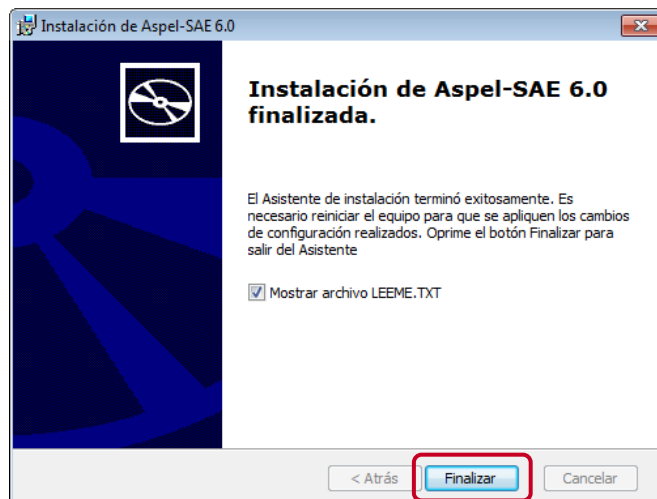 Instalación de Aspel-SAE 6.0
Instalación de Aspel-SAE 6.0
finalizada.
El Asistente de instalación terminó exitosamente. Es
necesario reiniciar el equipo para que se apliquen los cambios
de configuración realizados. Oprime el botón Finalizar para
salir del Asistente
Mostrar archivo LEEME.TXT
< Atrás Finalizar Cancelar